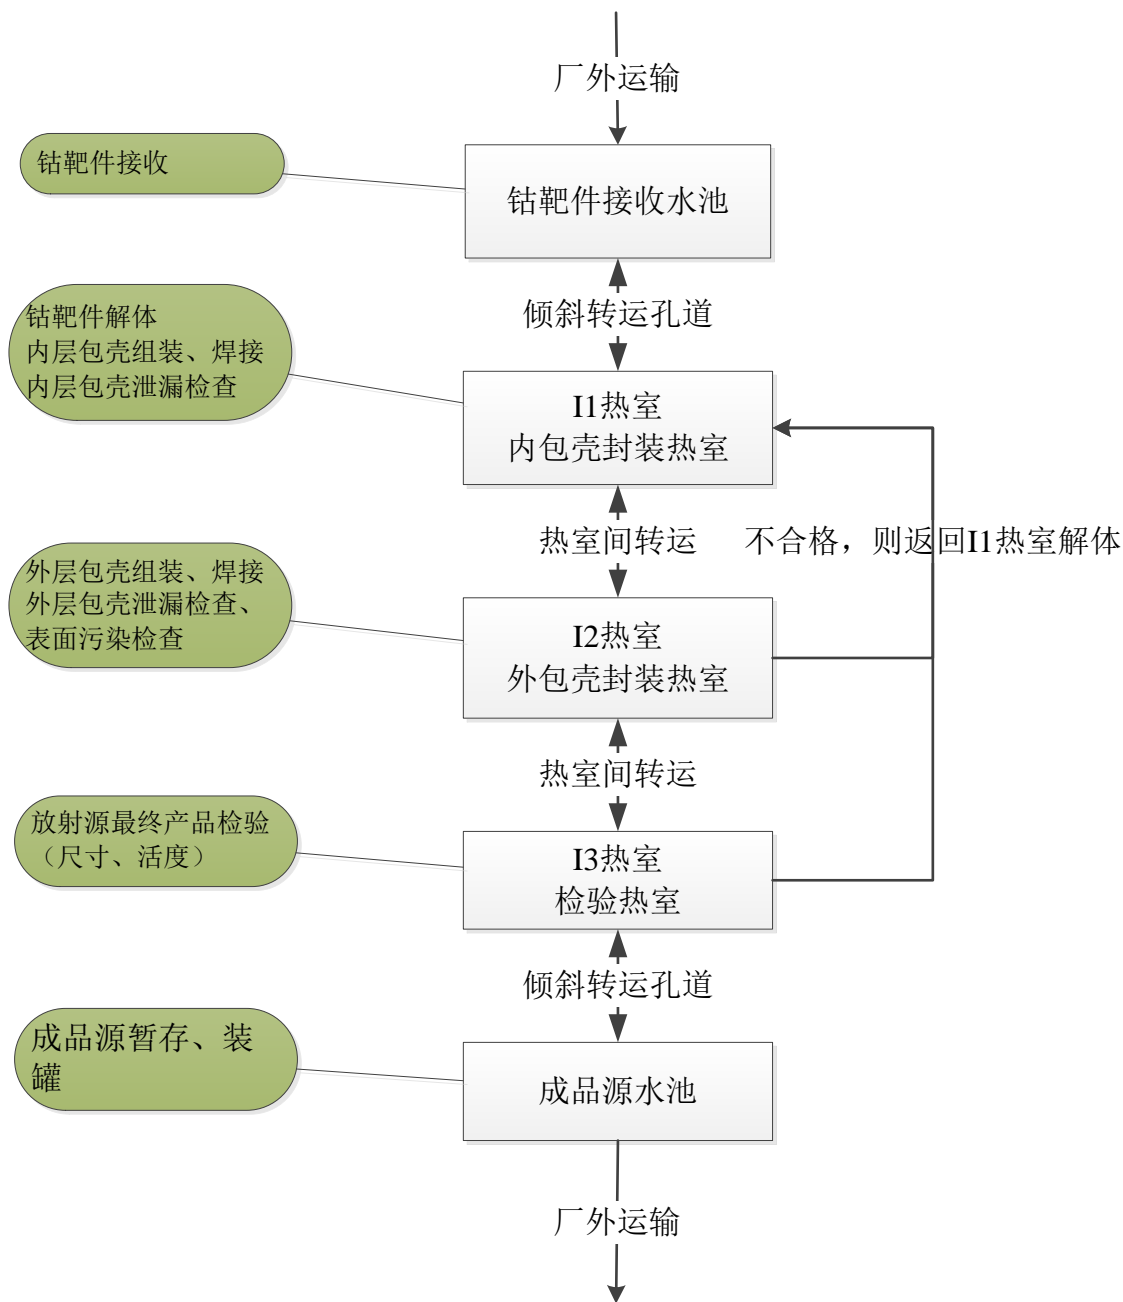 厂外运输
钴靶件接收
钴靶件接收水池
倾斜转运孔道
钴靶件解体
内层包壳组装、焊接
内层包壳泄漏检查
I1热室
内包壳封装热室
热室间转运
不合格，则返回I1热室解体
外层包壳组装、焊接
外层包壳泄漏检查、
表面污染检查
I2热室
外包壳封装热室
热室间转运
放射源最终产品检验
（尺寸、活度）
I3热室
检验热室
倾斜转运孔道
成品源暂存、装
罐
成品源水池
厂外运输